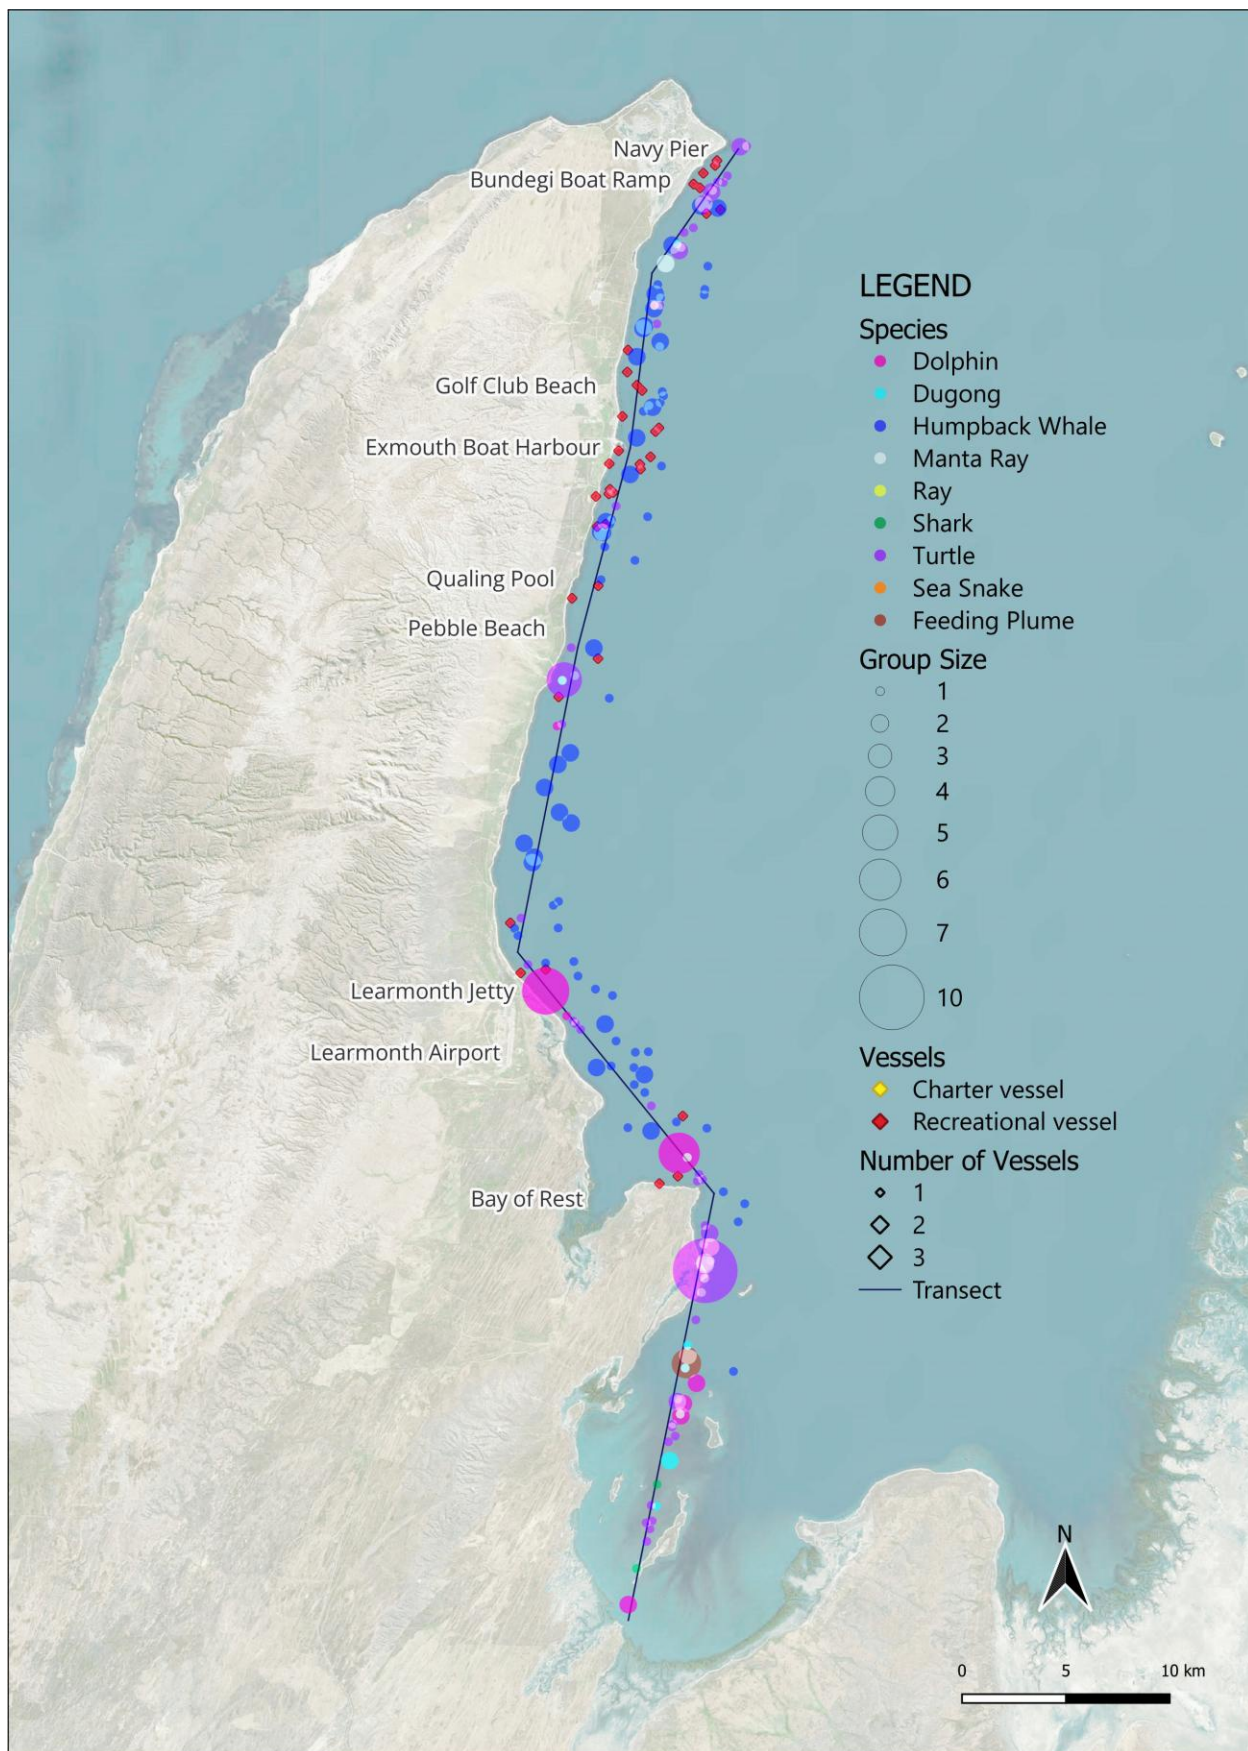 Navy Pier
Bundegi Boat Ramp
Golf Club Beach
Exmouth Boat Harbour
Qualing Pool
Pebble Beach
Learmonth Jetty
Learmonth Airport
Bay of Rest
LEGEND
Species
Dolphin
Dugong
Humpback Whale
Manta Ray
Ray
Shark
Turtle
Sea Snake
Feeding Plume
Group Size
1
2
3
4
5
6
7
10
Vessels
Charter vessel
Recreational vessel
Number of Vessels
1
2
3
Transect
N
0 5 10 km